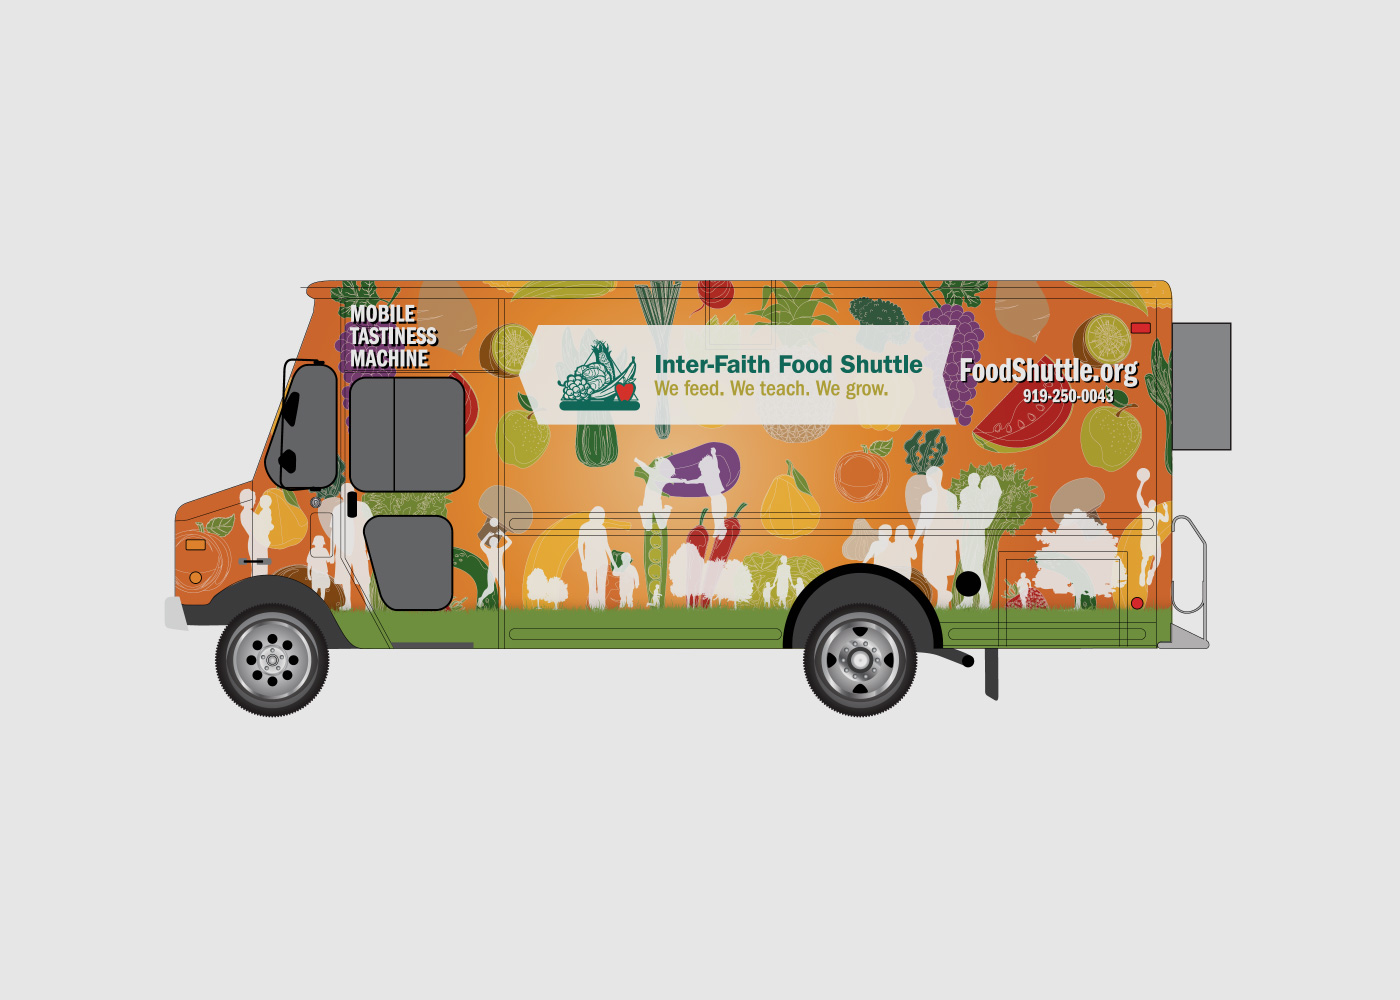 MOBILE
TASTINESS
MACHINE
Inter-Faith Food Shuttle
We feed. We teach. We grow.
FoodShuttle.org
919-250-0043